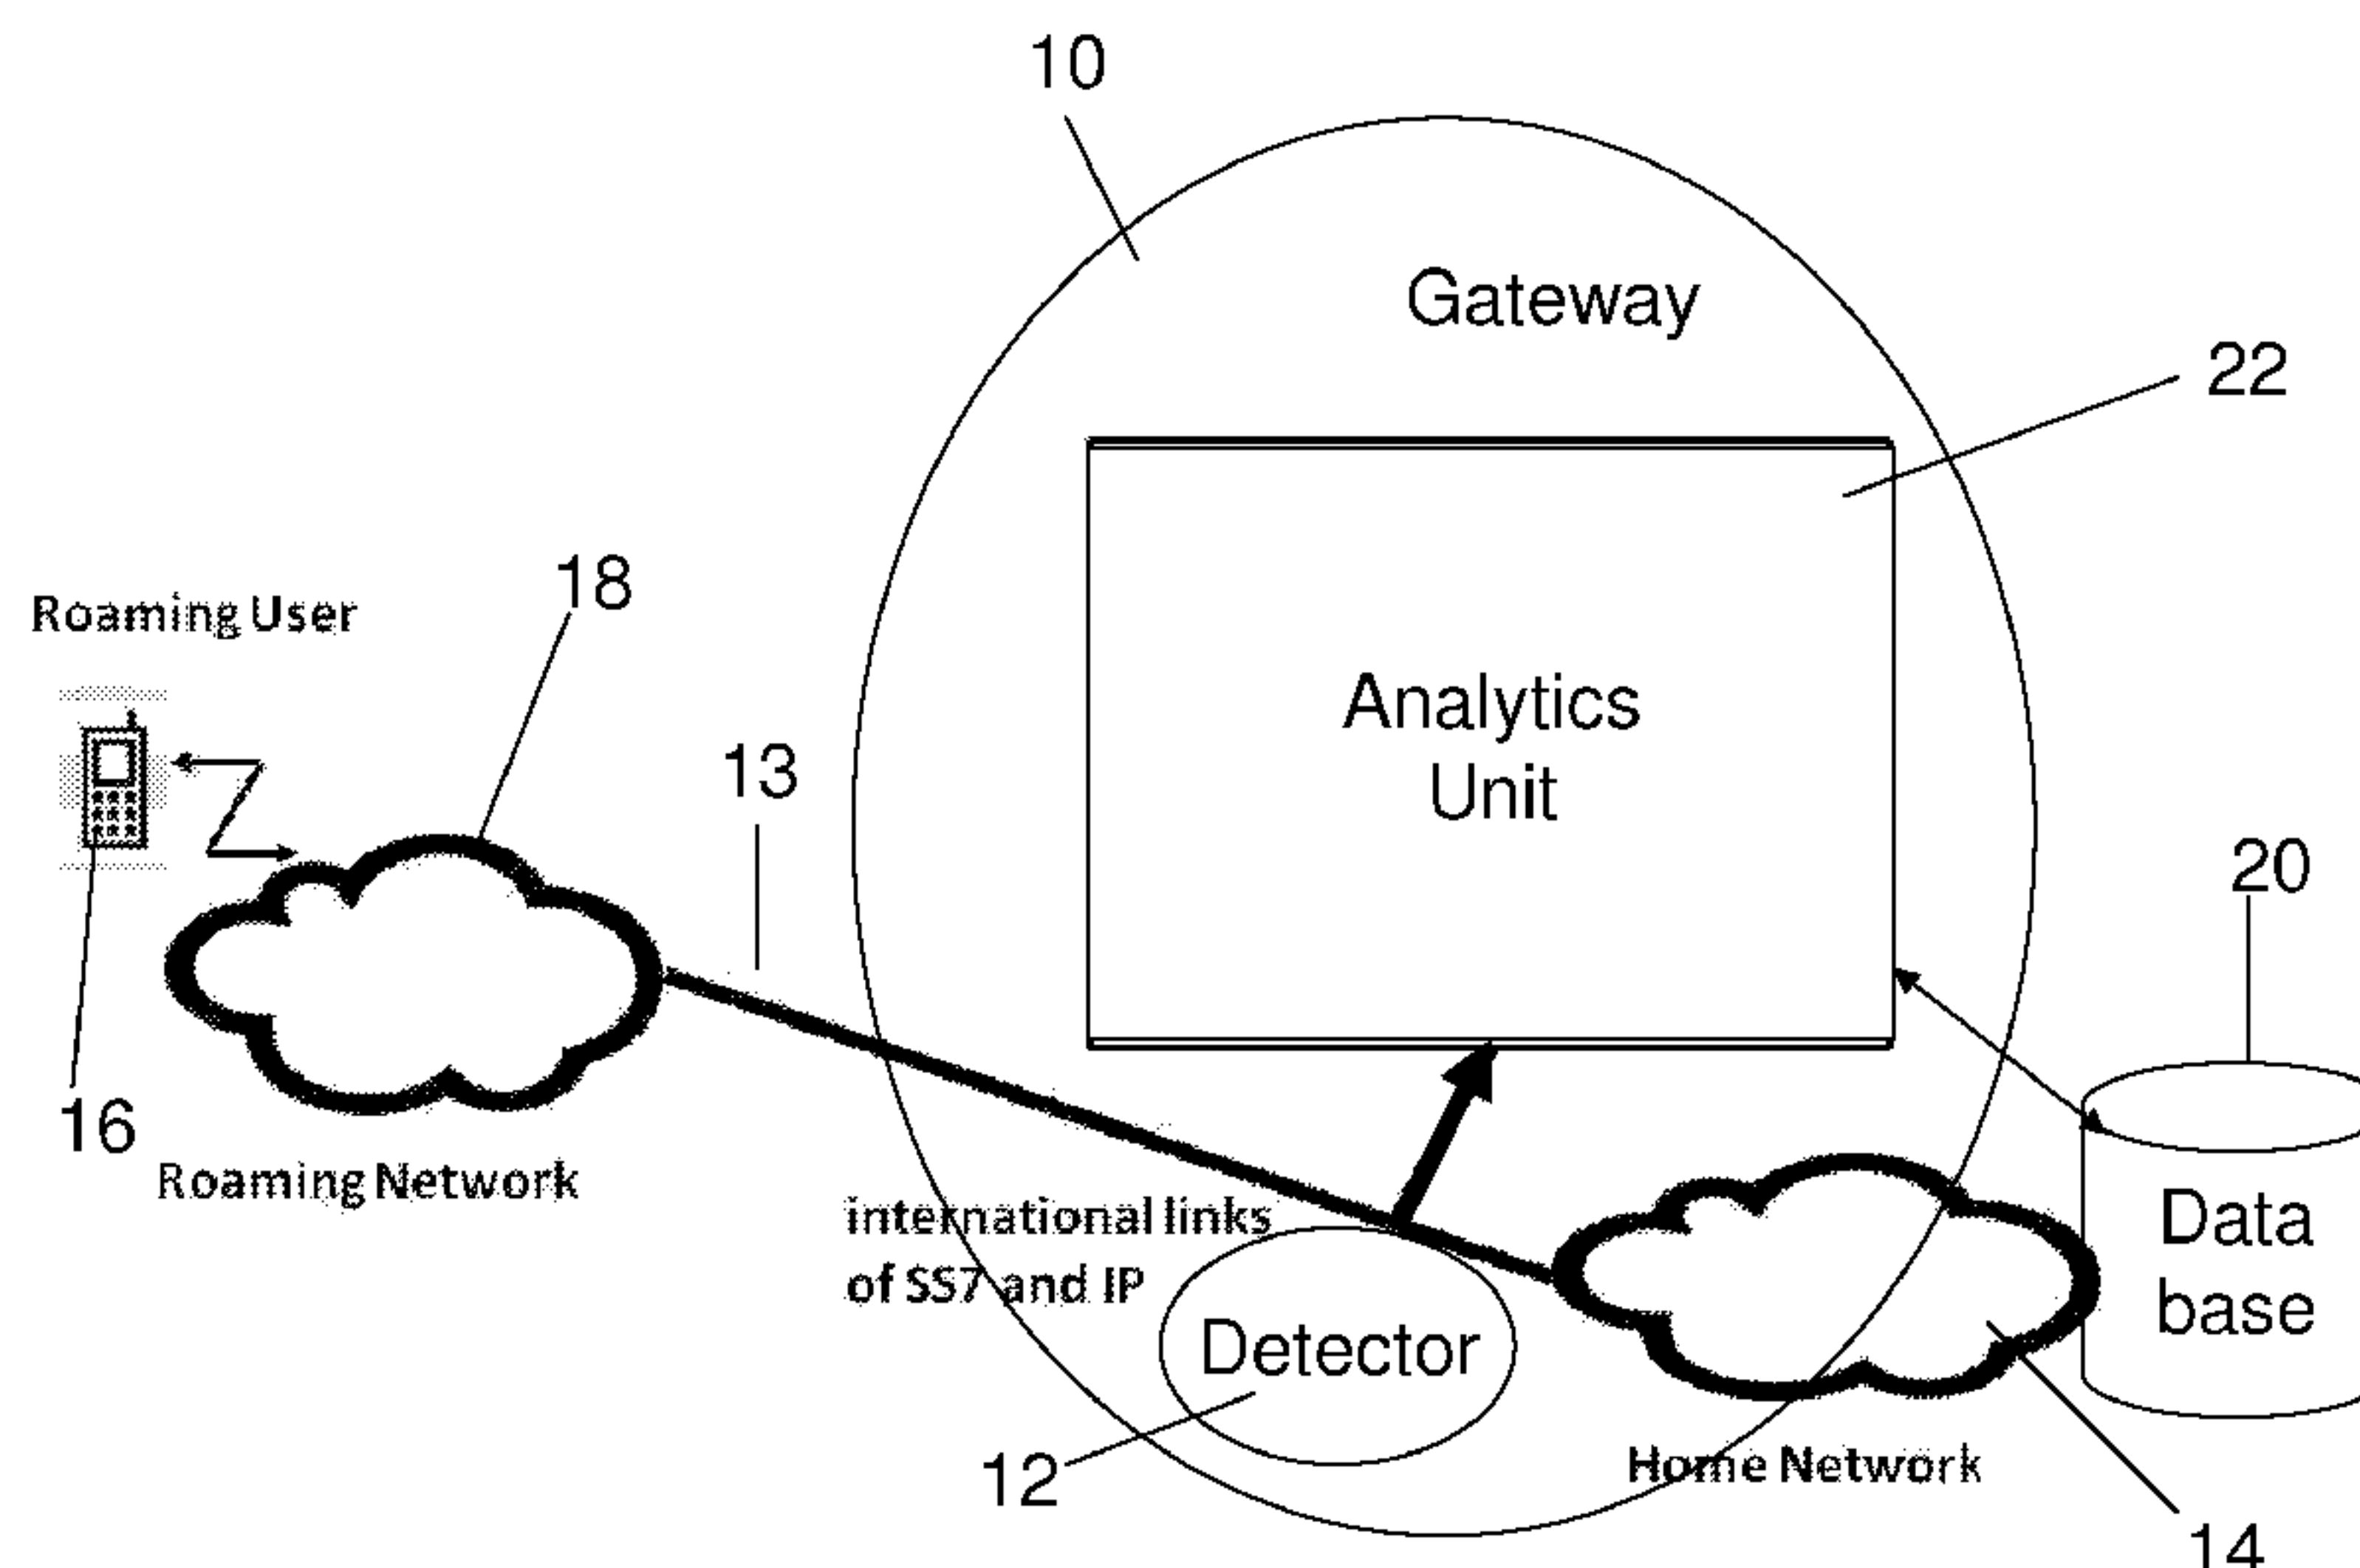 10
Gateway
22
18
Roaming User
Analytics
Unit
13
20
16
Roaming Network
international links
of SS7 and IP
Data
base
Detector
12
Home Network
14